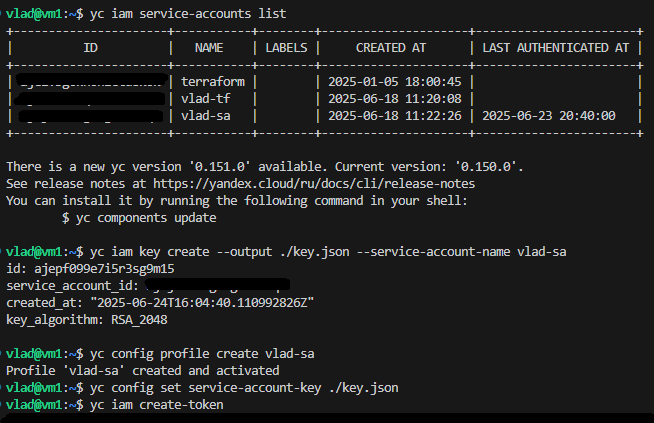 vlad@vm1:~$ yc iam service-accounts list
+----------------------+-----------+--------+---------------------+-----------------------+
| ID | NAME | LABELS | CREATED AT | LAST AUTHENTICATED AT |
+----------------------+-----------+--------+---------------------+-----------------------+
| | terraform | | 2025-01-05 18:00:45 | |
| | vlad-tf | | 2025-06-18 11:20:08 | |
| | vlad-sa | | 2025-06-18 11:22:26 | 2025-06-23 20:40:00 |
+----------------------+-----------+--------+---------------------+-----------------------+
There is a new yc version '0.151.0' available. Current version: '0.150.0'.
See release notes at https://yandex.cloud/ru/docs/cli/release-notes
You can install it by running the following command in your shell:
$ yc components update
vlad@vm1:~$ yc iam key create --output ./key.json --service-account-name vlad-sa
id: ajepf099e7i5r3sg9m15
service_account_id:
created_at: "2025-06-24T16:04:40.110992826Z"
key_algorithm: RSA_2048
vlad@vm1:~$ yc config profile create vlad-sa
Profile 'vlad-sa' created and activated
vlad@vm1:~$ yc config set service-account-key ./key.json
vlad@vm1:~$ yc iam create-token